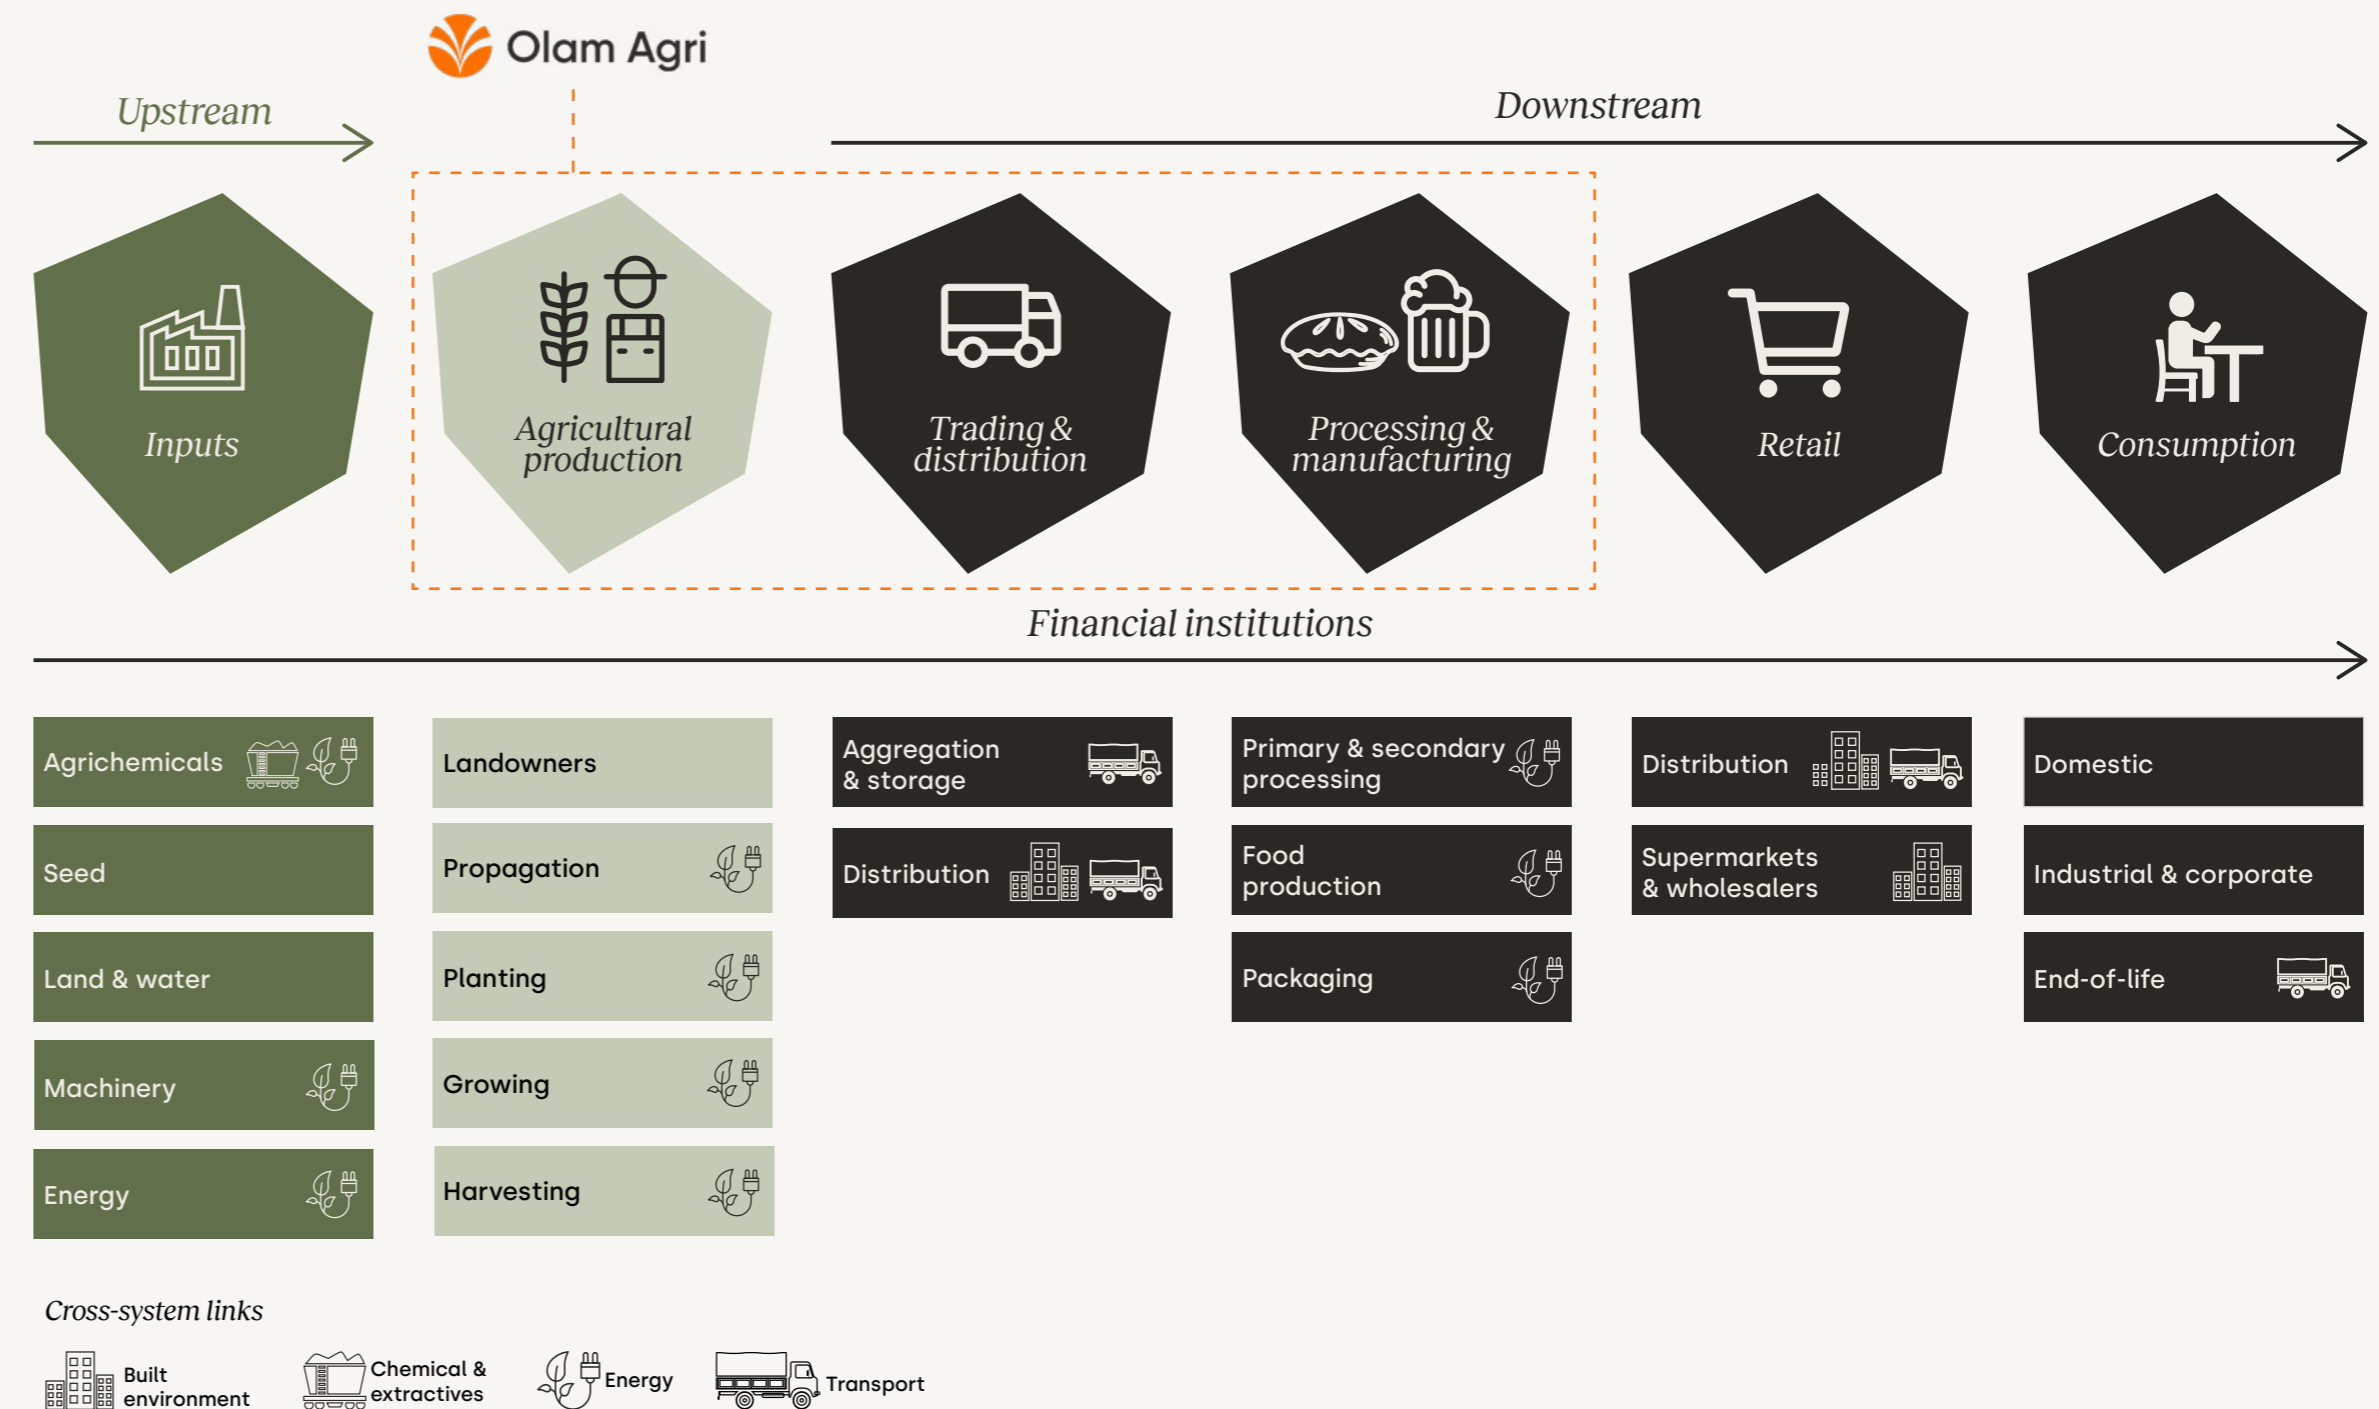 Olam Agri
Upstream
Downstream
Inputs
Agricultural
production
Trading &
distribution
Processing &
manufacturing
Retail
Consumption
Financial institutions
Agrichemicals
Seed
Land & water
Machinery
Energy
Landowners
Propagation
Planting
Growing
Harvesting
Aggregation
& storage
Distribution
Primary & secondary
processing
Food
production
Packaging
Distribution
Supermarkets
& wholesalers
Domestic
Industrial & corporate
End-of-life
Cross-system links
Built
environment
Chemical &
extractives
Energy
Transport